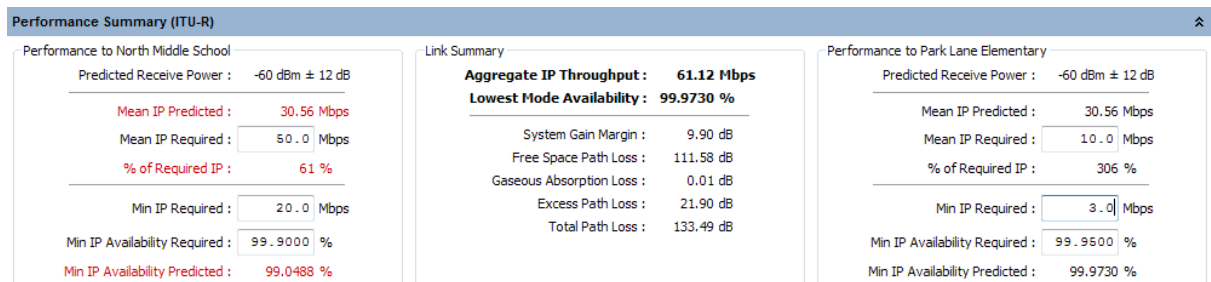 Performance Summary (ITU-R)
Performance to North Middle School
Predicted Receive Power : -60 dBm ± 12 dB
Mean IP Predicted : 30.56 Mbps
Mean IP Required : 50.0 Mbps
% of Required IP : 61 %
Min IP Required : 20.0 Mbps
Min IP Availability Required : 99.9000 %
Min IP Availability Predicted : 99.0488 %
Link Summary
Aggregate IP Throughput : 61.12 Mbps
Lowest Mode Availability : 99.9730 %
System Gain Margin : 9.90 dB
Free Space Path Loss : 111.58 dB
Gaseous Absorption Loss : 0.01 dB
Excess Path Loss : 21.90 dB
Total Path Loss : 133.49 dB
Performance to Park Lane Elementary
Predicted Receive Power : -60 dBm ± 12 dB
Mean IP Predicted : 30.56 Mbps
Mean IP Required : 10.0 Mbps
% of Required IP : 306 %
Min IP Required : 3.0 Mbps
Min IP Availability Required : 99.9500 %
Min IP Availability Predicted : 99.9730 %